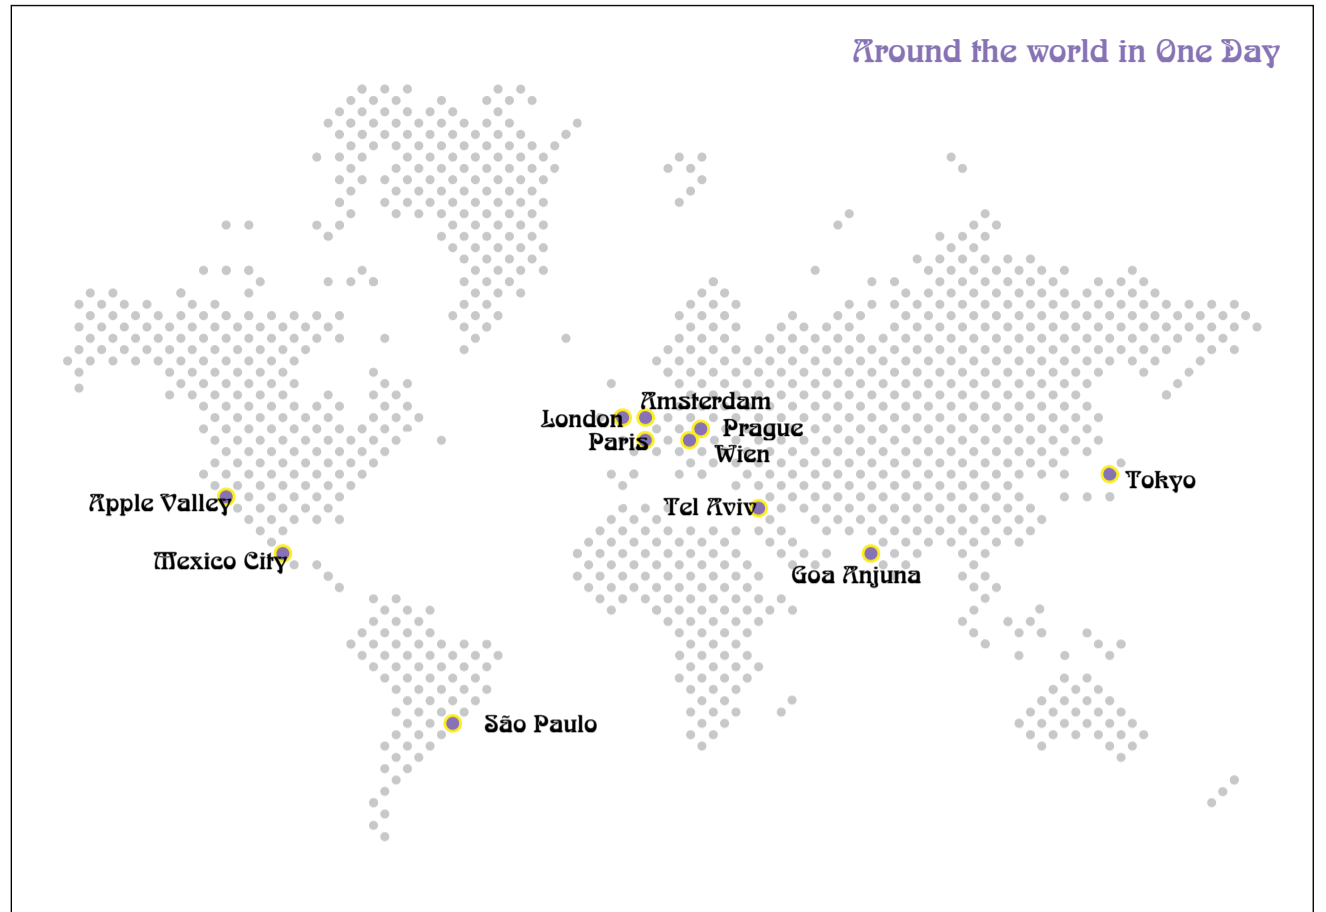 Around the world in One Day
Amsterdam
London
Prague
Paris
Wien
Tokyo
Apple Valley
Tel Aviv
Mexico City
Goa Anjuna
São Paulo